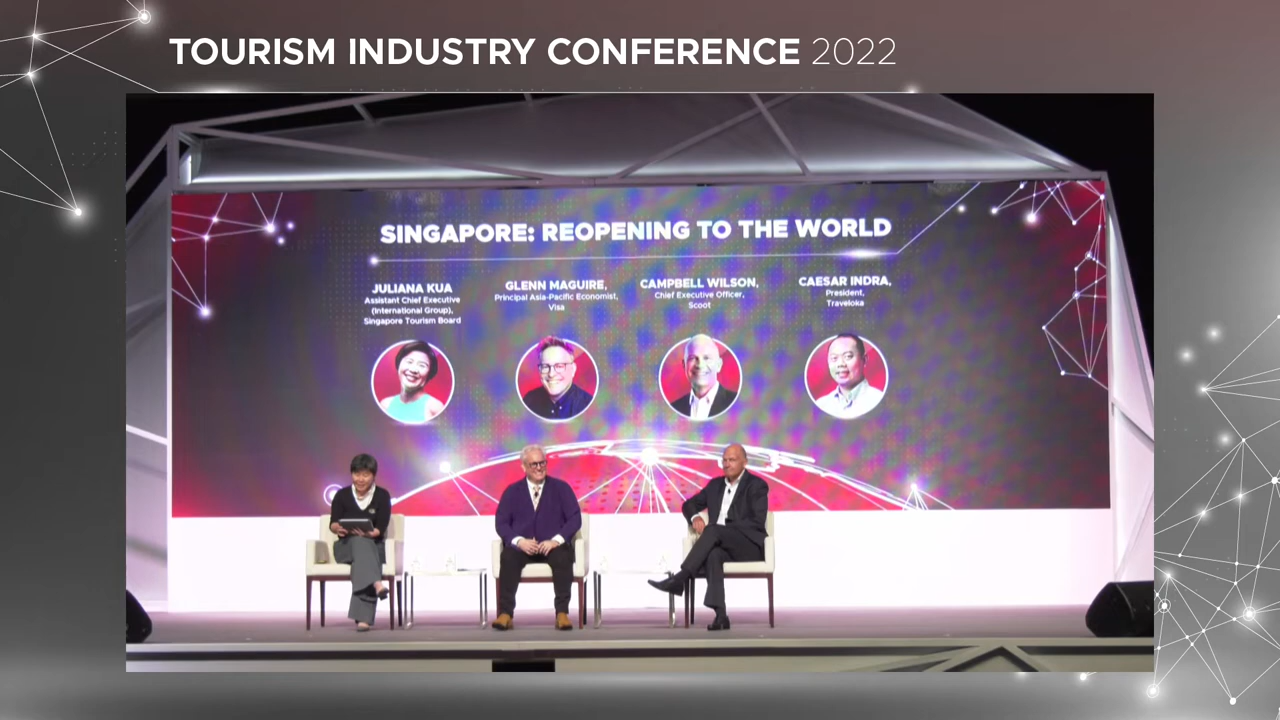 TOURISM INDUSTRY CONFERENCE 2022
SINGAPORE: REOPENING TO THE WORLD
JULIANA KUA
Assistant Chief Executive
(International Group),
Singapore Tourism Board
GLENN MAGUIRE,
Principal Asia-Pacific Economist,
Visa
CAMPBELL WILSON,
Chief Executive Officer,
Scoot
CAESAR INDRA,
President,
Traveloka